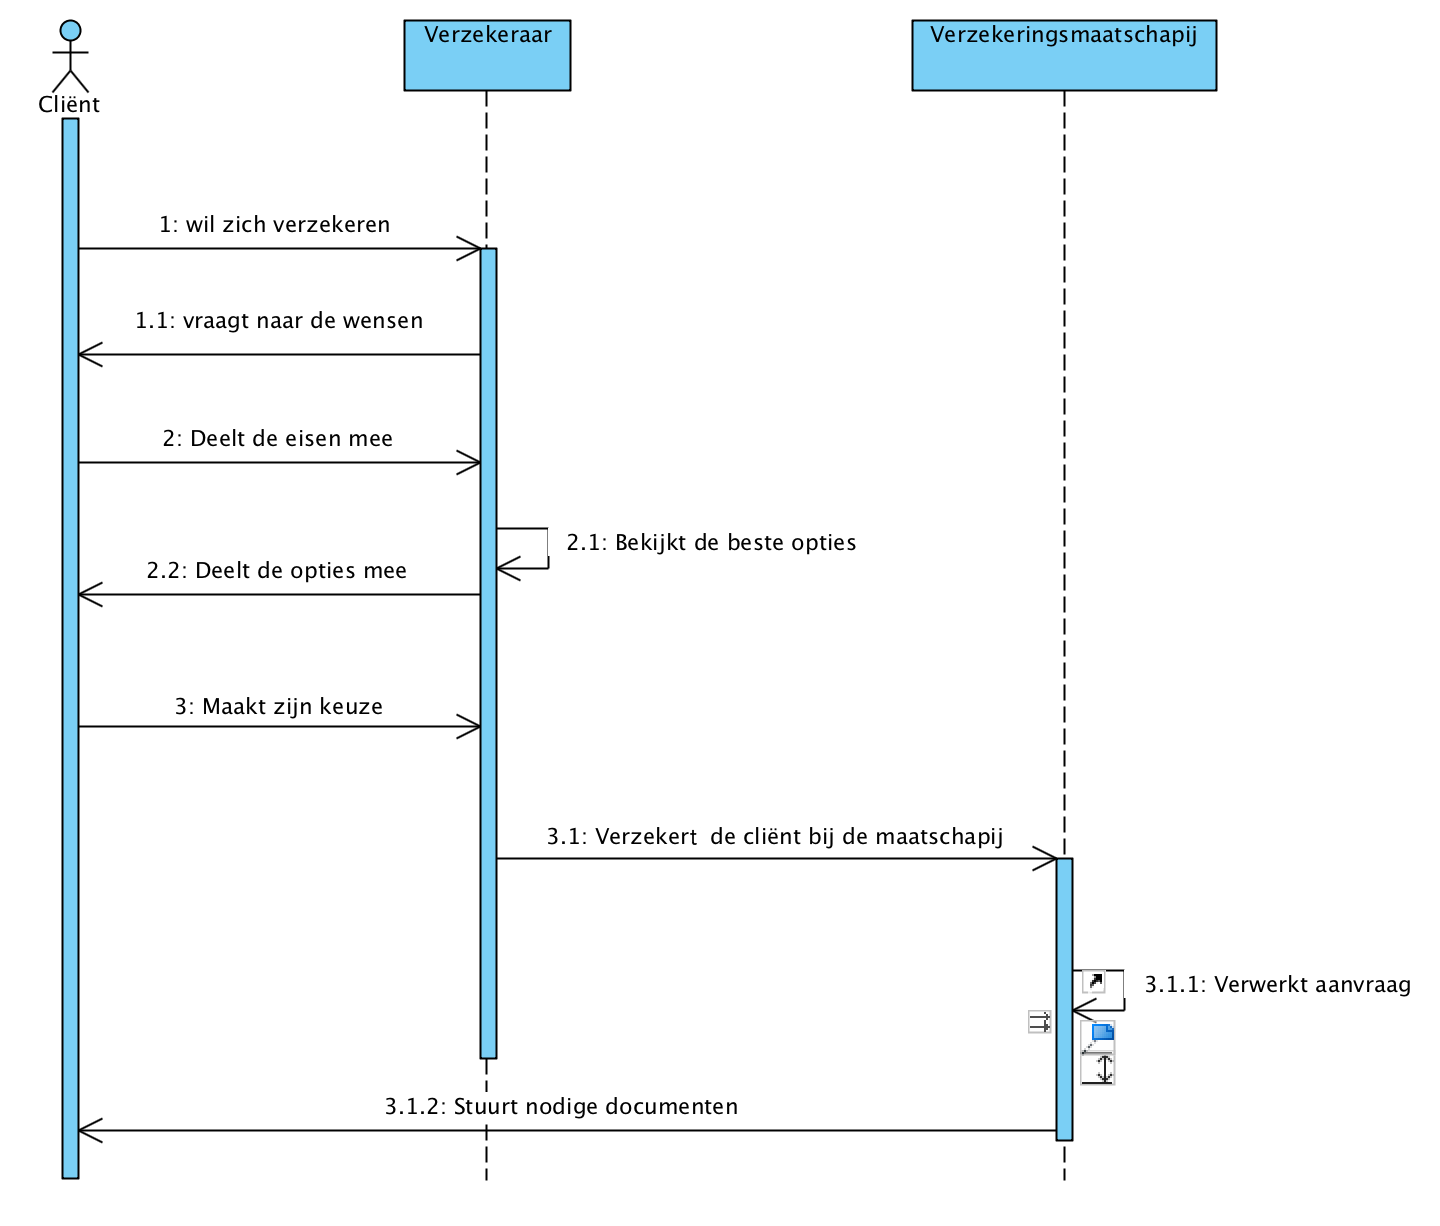 Verzekeraar
Verzekeringsmaatschapij
Cliënt
1: wil zich verzekeren
1.1: vraagt naar de wensen
2: Deelt de eisen mee
2.1: Bekijkt de beste opties
2.2: Deelt de opties mee
3: Maakt zijn keuze
3.1: Verzekert de cliënt bij de maatschapij
3.1.1: Verwerkt aanvraag
3.1.2: Stuurt nodige documenten